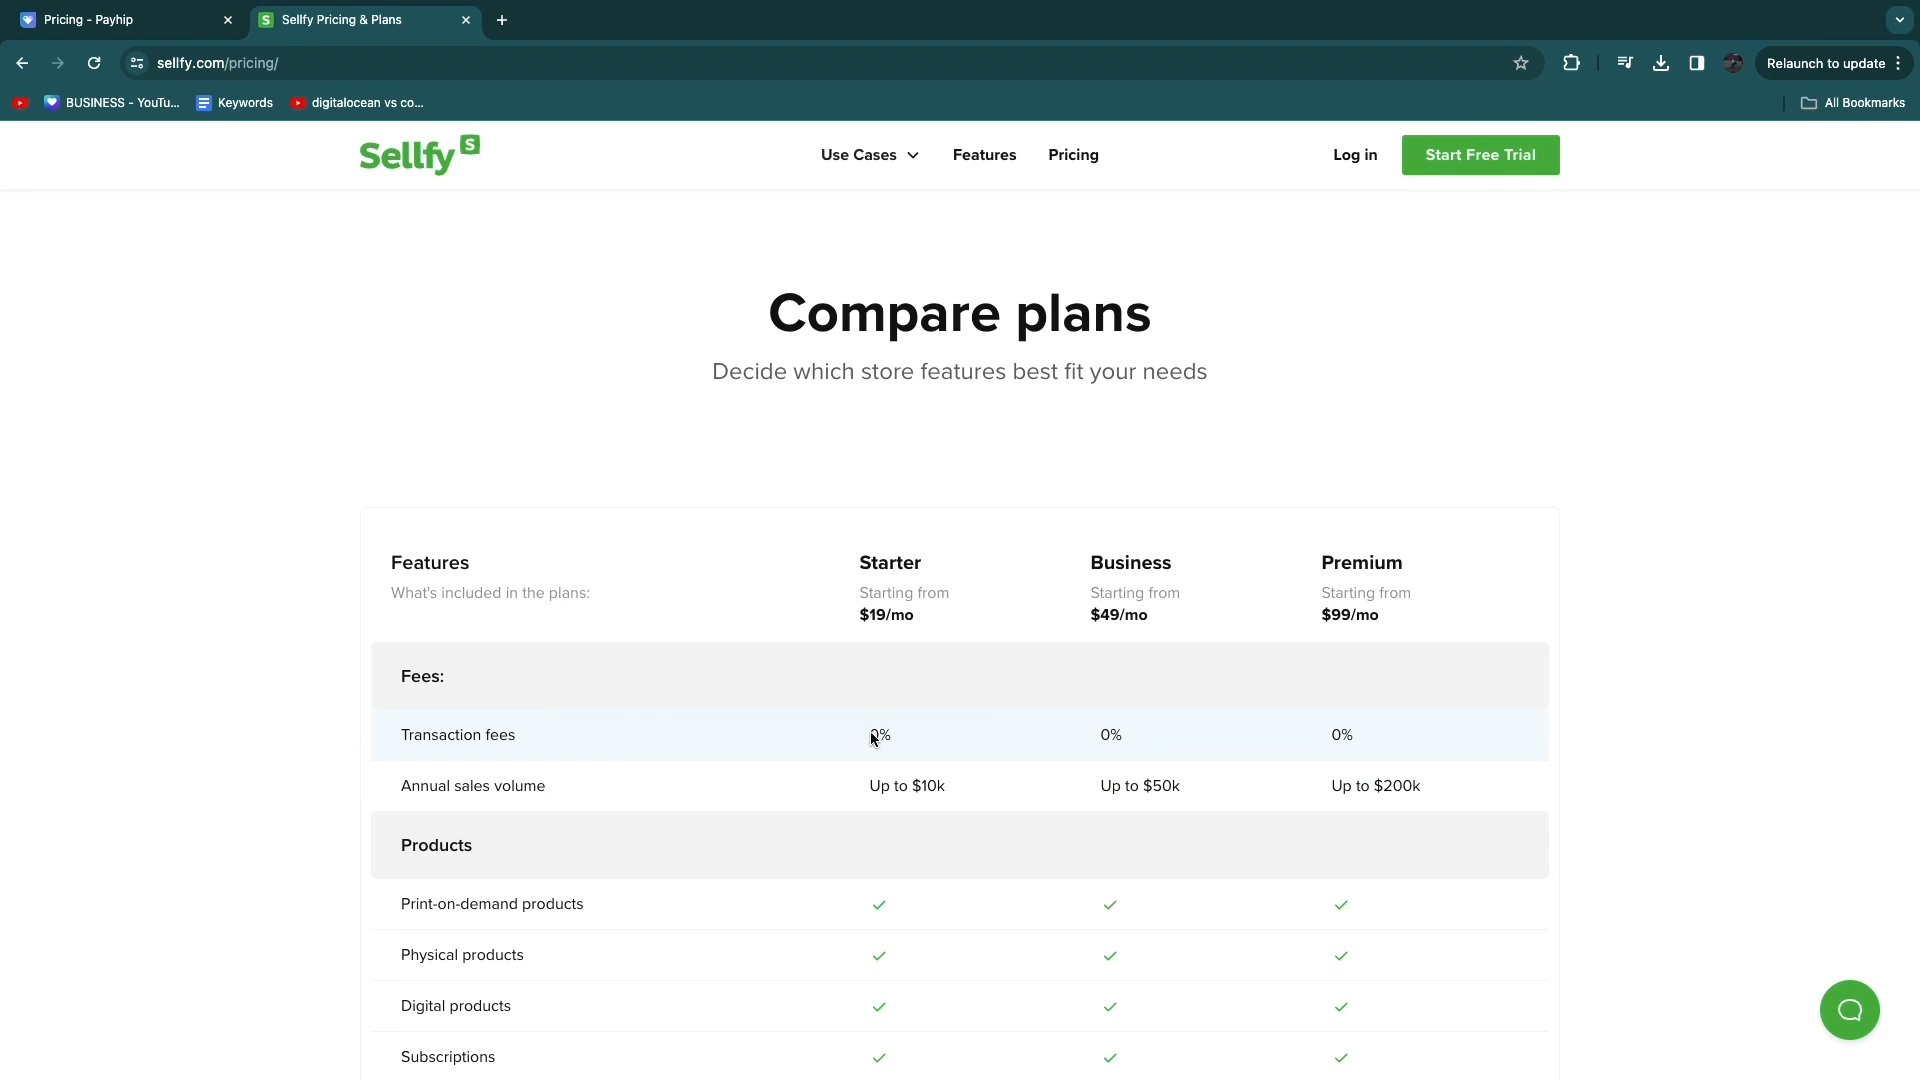 Pricing - Payhip
Sellfy Pricing & Plans
sellfy.com/pricing/
Relaunch to update
BUSINESS - YouTu...
Keywords
digitalocean vs co...
All Bookmarks
Sellfy S
Use Cases
Features
Pricing
Log in
Start Free Trial
Compare plans
Decide which store features best fit your needs
Features Starter Business Premium
What's included in the plans: Starting from Starting from Starting from
$19/mo $49/mo $99/mo
Fees:
Transaction fees 0% 0% 0%
Annual sales volume Up to $10k Up to $50k Up to $200k
Products
Print-on-demand products
Physical products
Digital products
Subscriptions